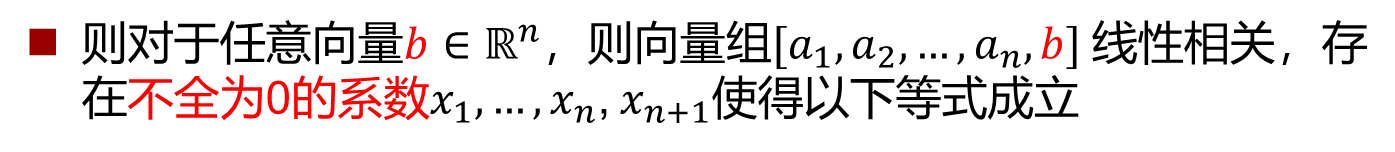 ■ 则对于任意向量b ∈ ℝⁿ，则向量组[a₁, a₂, …, aₙ, b] 线性相关，存
在不全为0的系数x₁, … , xₙ, xₙ₊₁使得以下等式成立